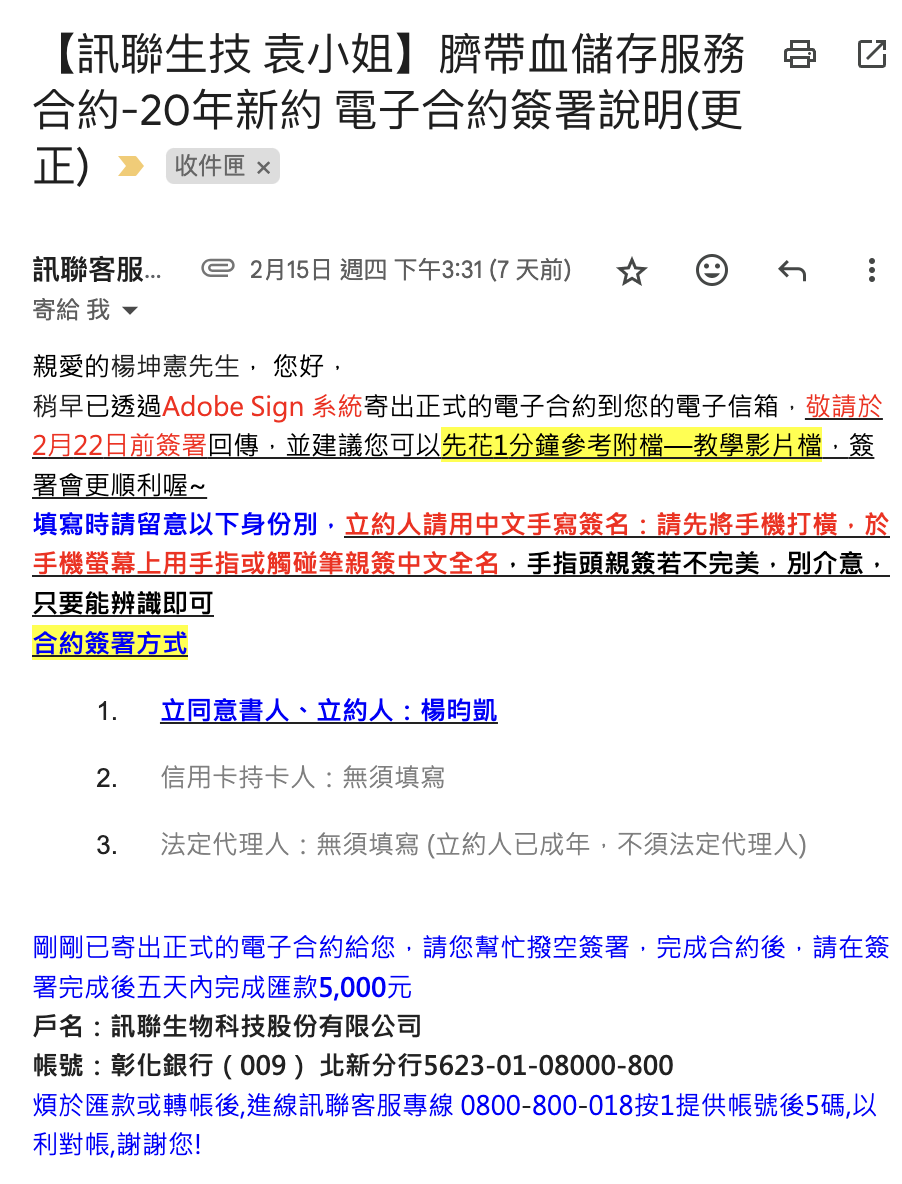 【訊聯生技 袁小姐】臍帶血儲存服務
合約-20年新約 電子合約簽署說明(更
正)
收件匣 ×
訊聯客服... 2月15日 週四 下午3:31 (7 天前)
寄給 我
親愛的楊坤憲先生， 您好，
稍早已透過Adobe Sign 系統寄出正式的電子合約到您的電子信箱，敬請於
2月22日前簽署回傳，並建議您可以先花1分鐘參考附檔—教學影片檔，簽
署會更順利喔~
填寫時請留意以下身份別，立約人請用中文手寫簽名：請先將手機打橫，於
手機螢幕上用手指或觸碰筆親簽中文全名，手指頭親簽若不完美，別介意，
只要能辨識即可
合約簽署方式
1. 立同意書人、立約人：楊昀凱
2. 信用卡持卡人：無須填寫
3. 法定代理人：無須填寫 (立約人已成年，不須法定代理人)
剛剛已寄出正式的電子合約給您，請您幫忙撥空簽署，完成合約後，請在簽
署完成後五天內完成匯款5,000元
戶名：訊聯生物科技股份有限公司
帳號：彰化銀行（009） 北新分行5623-01-08000-800
煩於匯款或轉帳後,進線訊聯客服專線 0800-800-018按1提供帳號後5碼,以
利對帳,謝謝您!